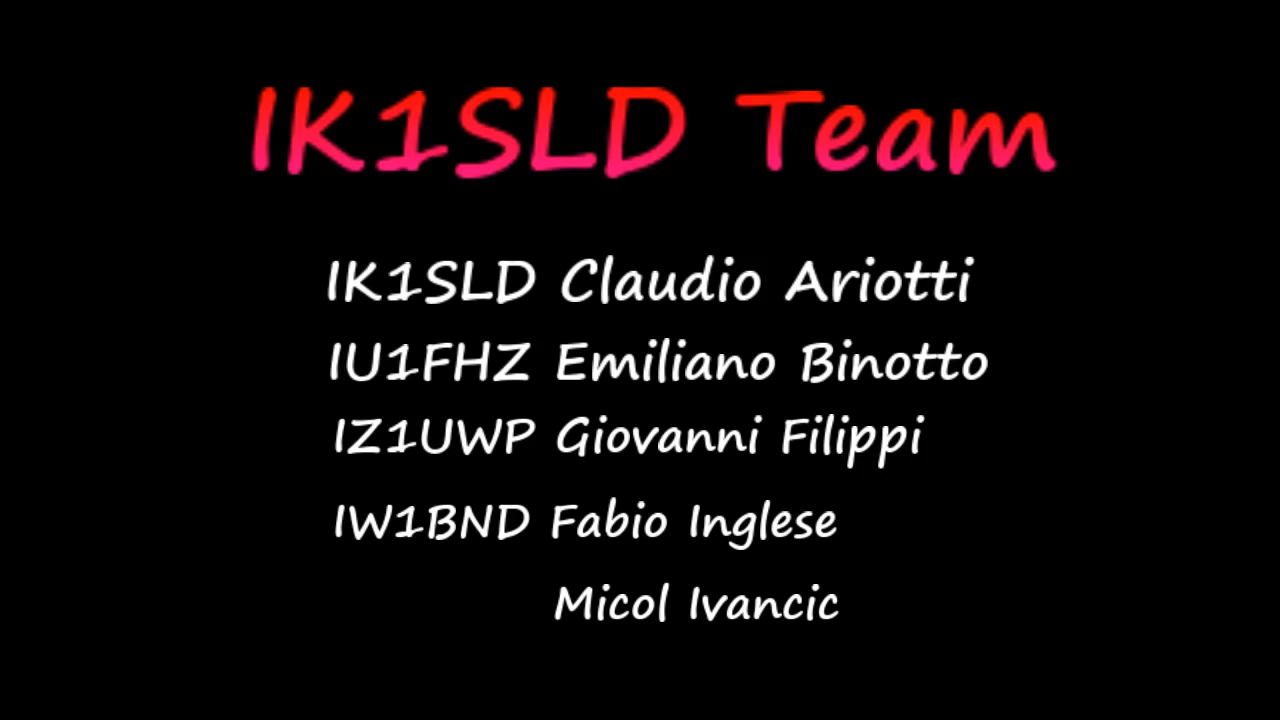 IK1SLD Team
IK1SLD Claudio Ariotti
IU1FHZ Emiliano Binotto
IZ1UWP Giovanni Filippi
IW1BND Fabio Inglese
Micol Ivancic